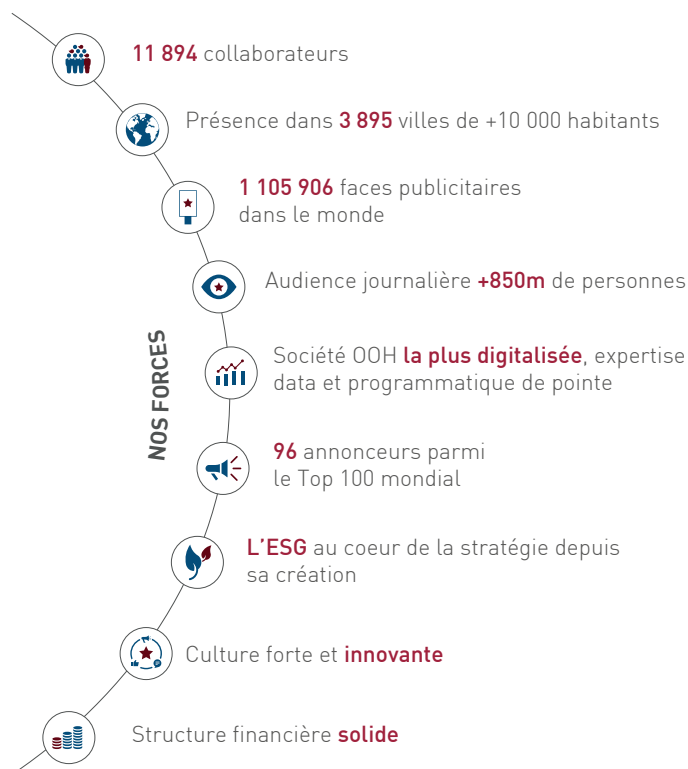 11 894 collaborateurs
Présence dans 3 895 villes de +10 000 habitants
1 105 906 faces publicitaires
dans le monde
Audience journalière +850m de personnes
NOS FORCES
Société OOH la plus digitalisée, expertise
data et programmatique de pointe
96 annonceurs parmi
le Top 100 mondial
L'ESG au coeur de la stratégie depuis
sa création
Culture forte et innovante
Structure financière solide